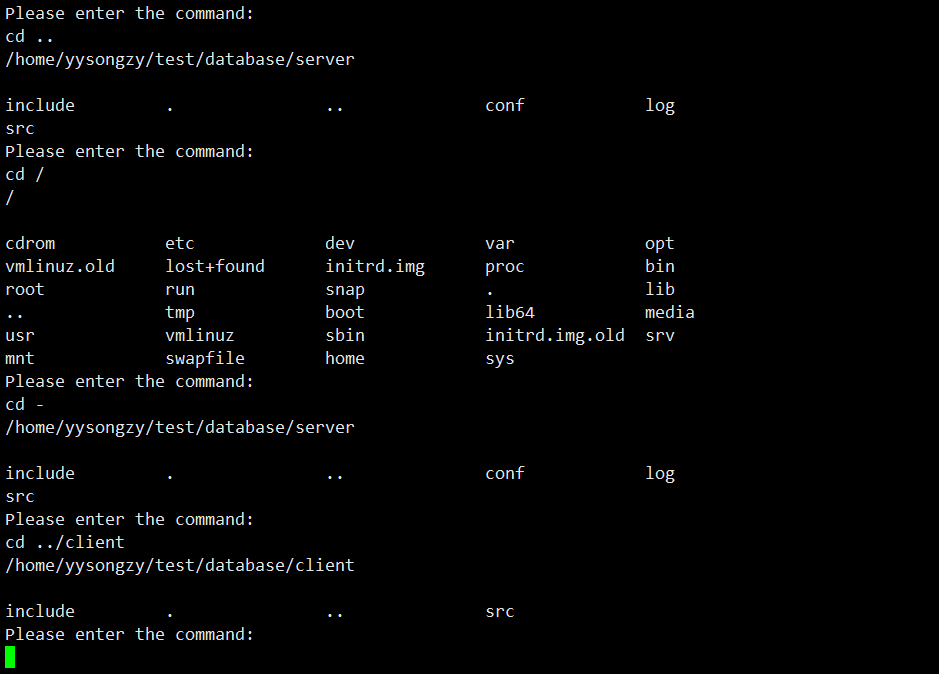 Please enter the command:
cd ..
/home/yysongzy/test/database/server

include         .               ..              conf            log
src
Please enter the command:
cd /
/

cdrom           etc             dev             var             opt
vmlinuz.old     lost+found      initrd.img      proc            bin
root            run             snap            .               lib
..              tmp             boot            lib64           media
usr             vmlinuz         sbin            initrd.img.old  srv
mnt             swapfile        home            sys
Please enter the command:
cd -
/home/yysongzy/test/database/server

include         .               ..              conf            log
src
Please enter the command:
cd ../client
/home/yysongzy/test/database/client

include         .               ..              src
Please enter the command: